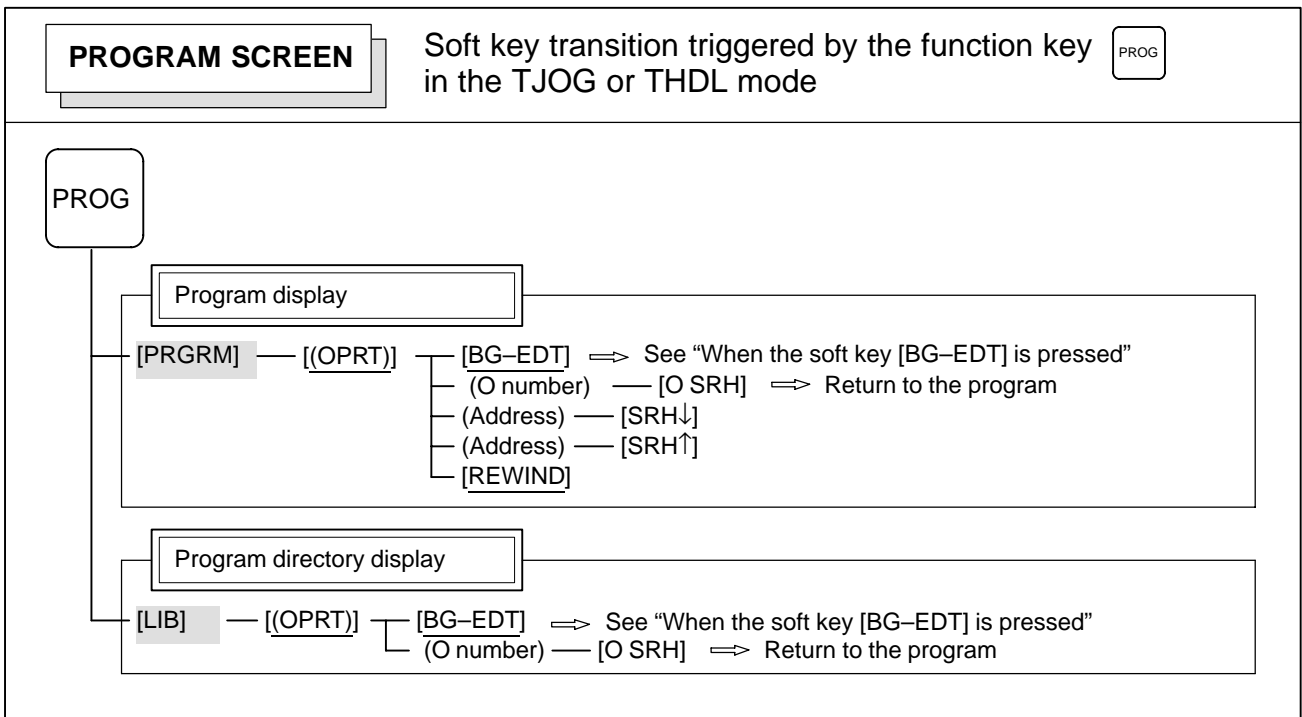 PROGRAM SCREEN
Soft key transition triggered by the function key PROG
in the TJOG or THDL mode
PROG
Program display
[PRGRM] [(OPRT)] [BG–EDT] ⇒ See “When the soft key [BG–EDT] is pressed”
(O number) [O SRH] ⇒ Return to the program
(Address) [SRH↓]
(Address) [SRH↑]
[REWIND]
Program directory display
[LIB] [(OPRT)] [BG–EDT] ⇒ See “When the soft key [BG–EDT] is pressed”
(O number) [O SRH] ⇒ Return to the program